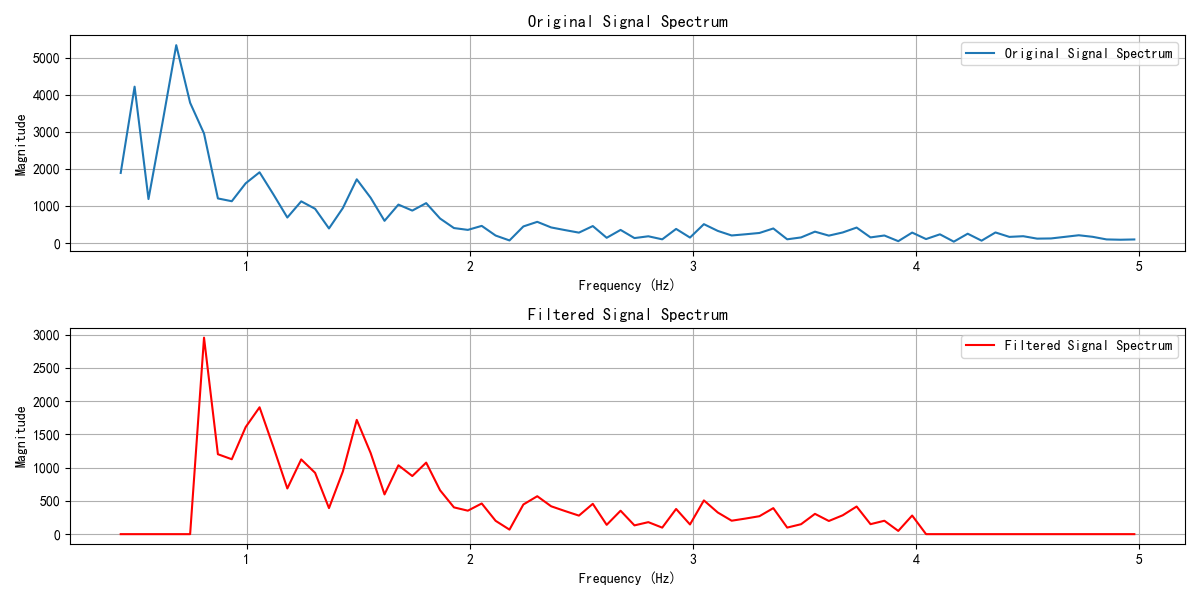 Original Signal Spectrum
Original Signal Spectrum
Magnitude
5000
4000
3000
2000
1000
0
1 2 3 4 5
Frequency (Hz)
Filtered Signal Spectrum
Filtered Signal Spectrum
Magnitude
3000
2500
2000
1500
1000
500
0
1 2 3 4 5
Frequency (Hz)